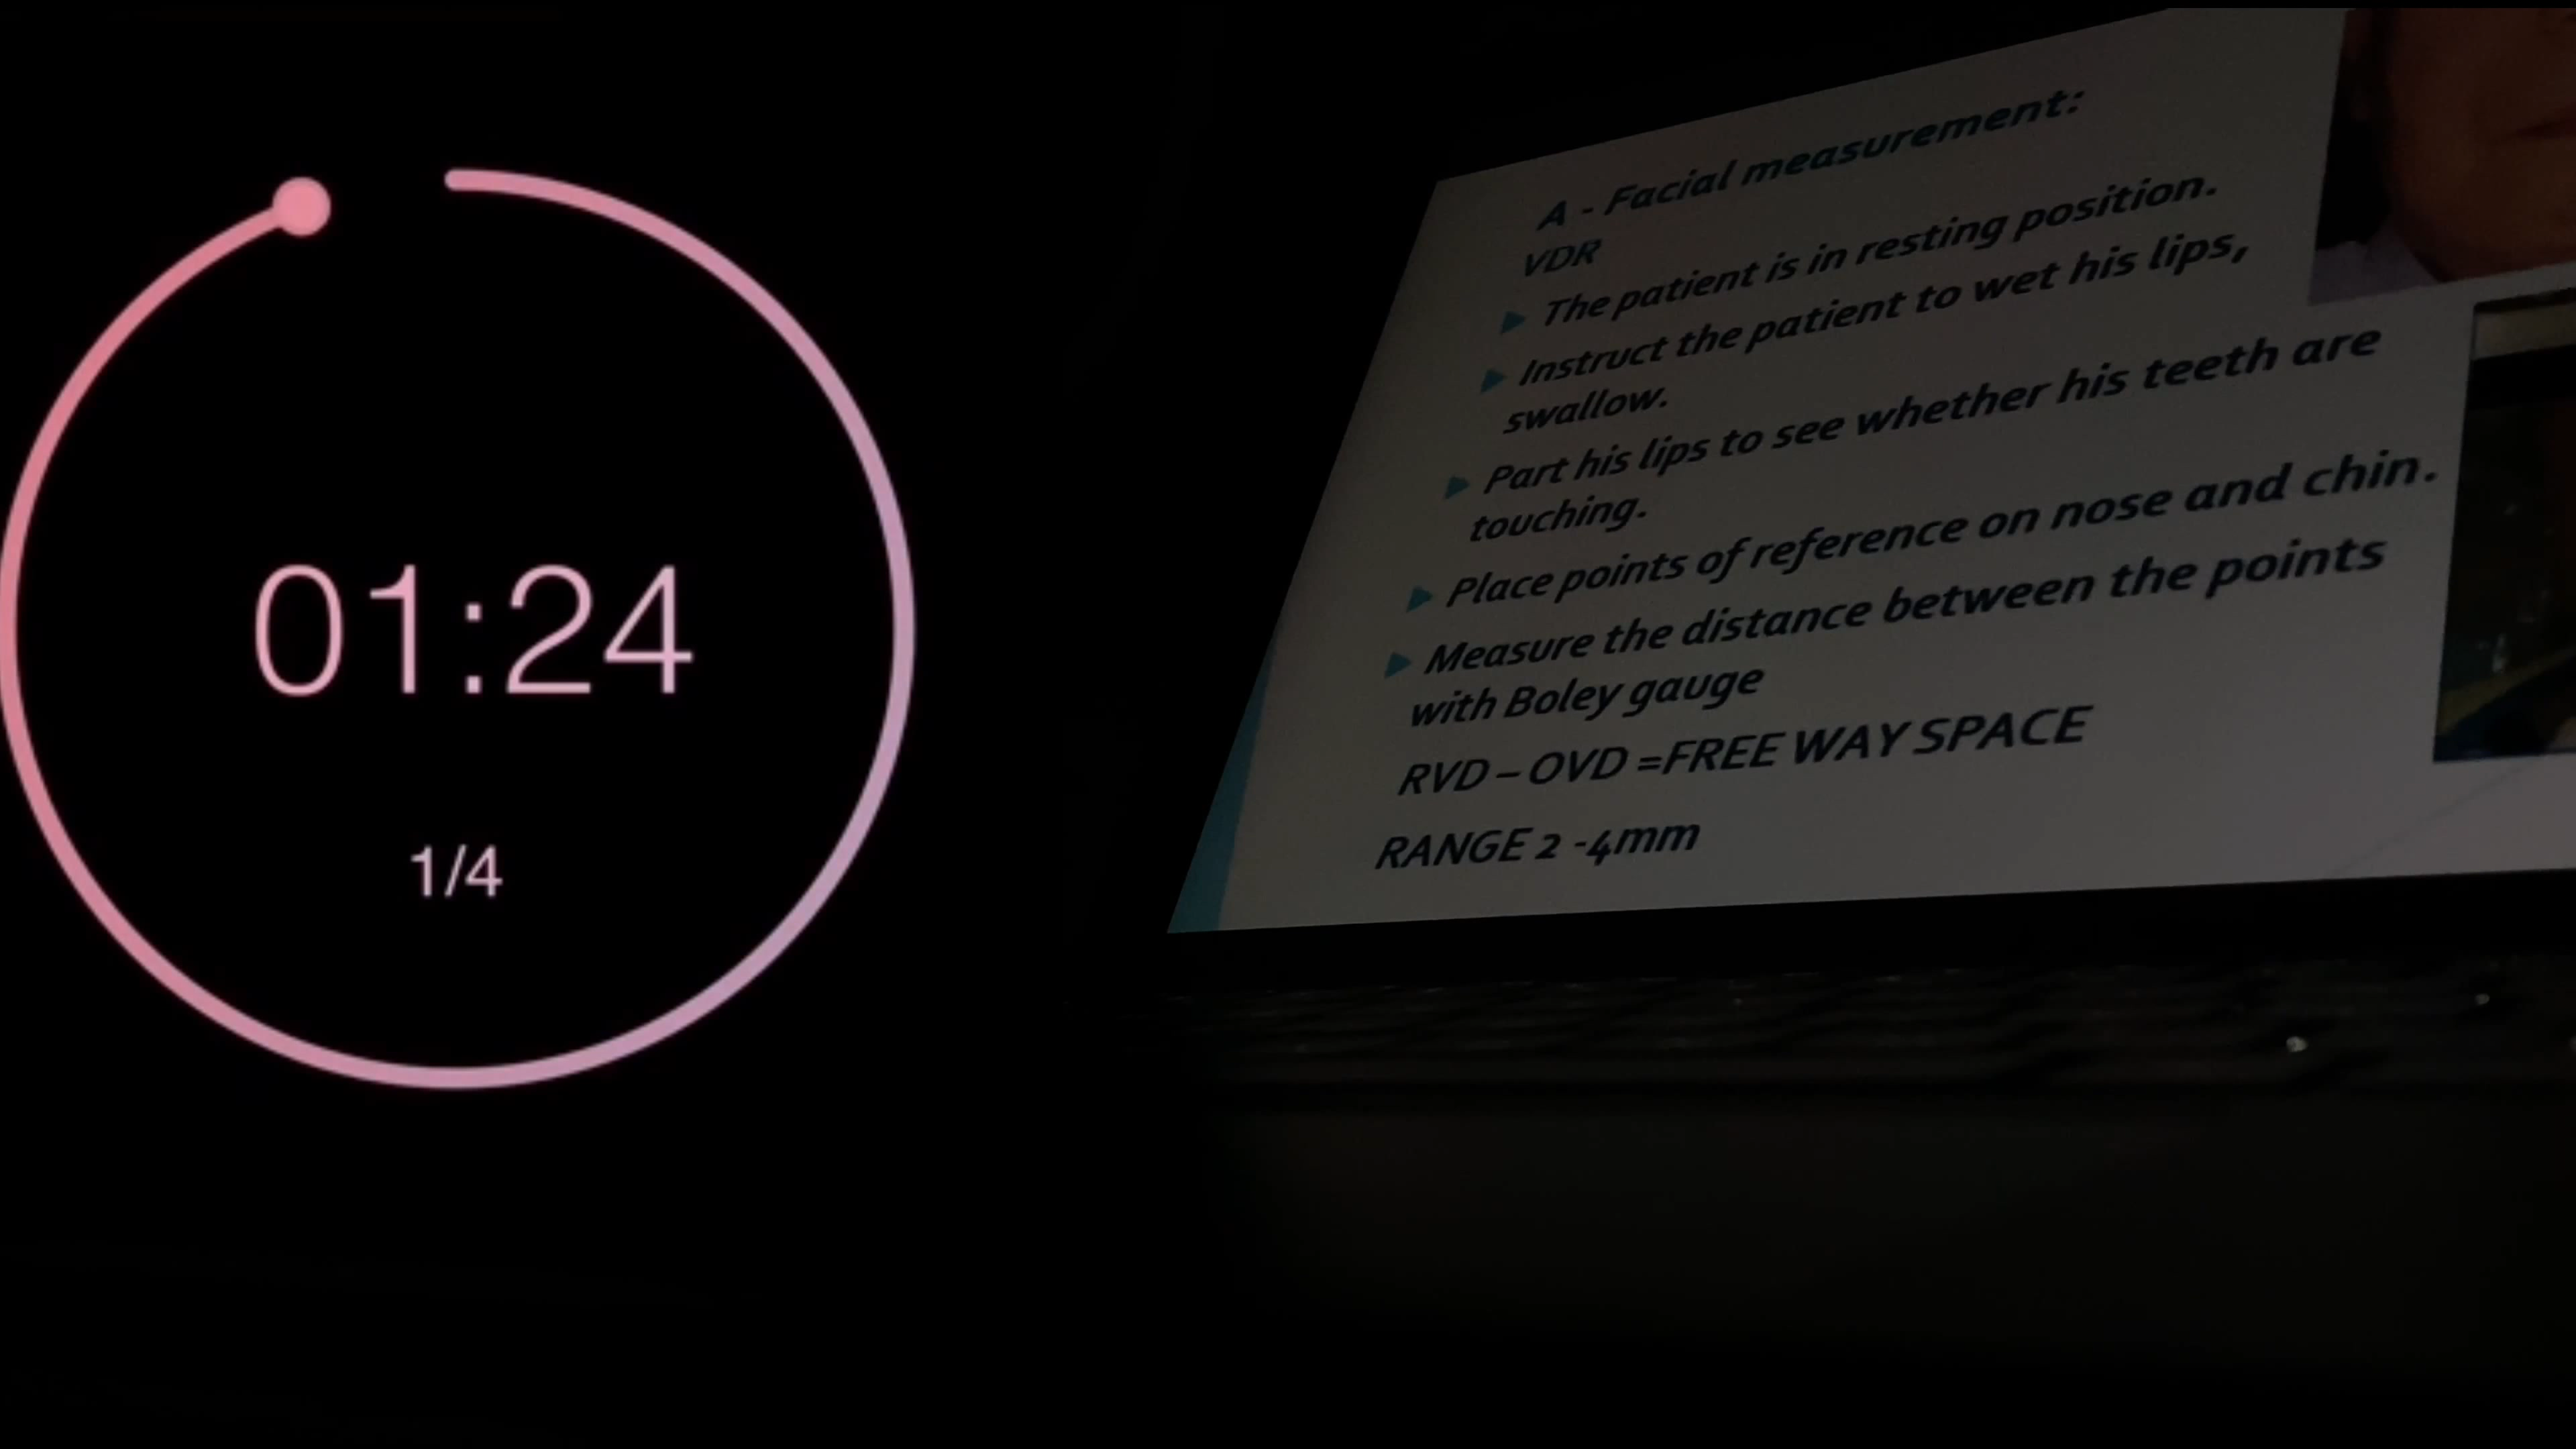 01:24
1/4
A - Facial measurement:
VDR
The patient is in resting position.
Instruct the patient to wet his lips,
swallow.
Part his lips to see whether his teeth are
touching.
Place points of reference on nose and chin.
Measure the distance between the points
with Boley gauge
RVD – OVD =FREE WAY SPACE
RANGE 2 -4mm